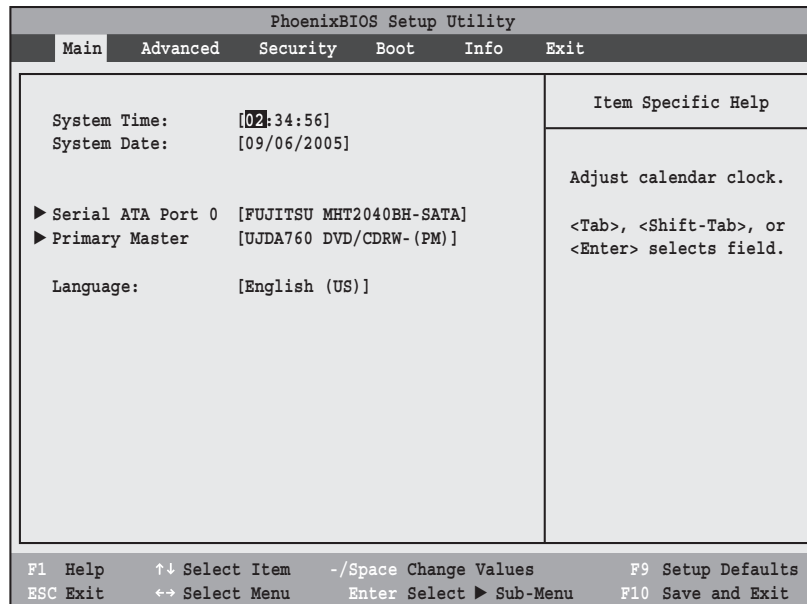 PhoenixBIOS Setup Utility
Main Advanced Security Boot Info Exit
Item Specific Help
System Time: [02:34:56]
System Date: [09/06/2005]
Adjust calendar clock.
▶ Serial ATA Port 0 [FUJITSU MHT2040BH-SATA]
<Tab>, <Shift-Tab>, or
▶ Primary Master [UJDA760 DVD/CDRW-(PM)]
<Enter> selects field.
Language: [English (US)]
F1 Help ↑↓ Select Item -/Space Change Values F9 Setup Defaults
ESC Exit ←→ Select Menu Enter Select ▶ Sub-Menu F10 Save and Exit